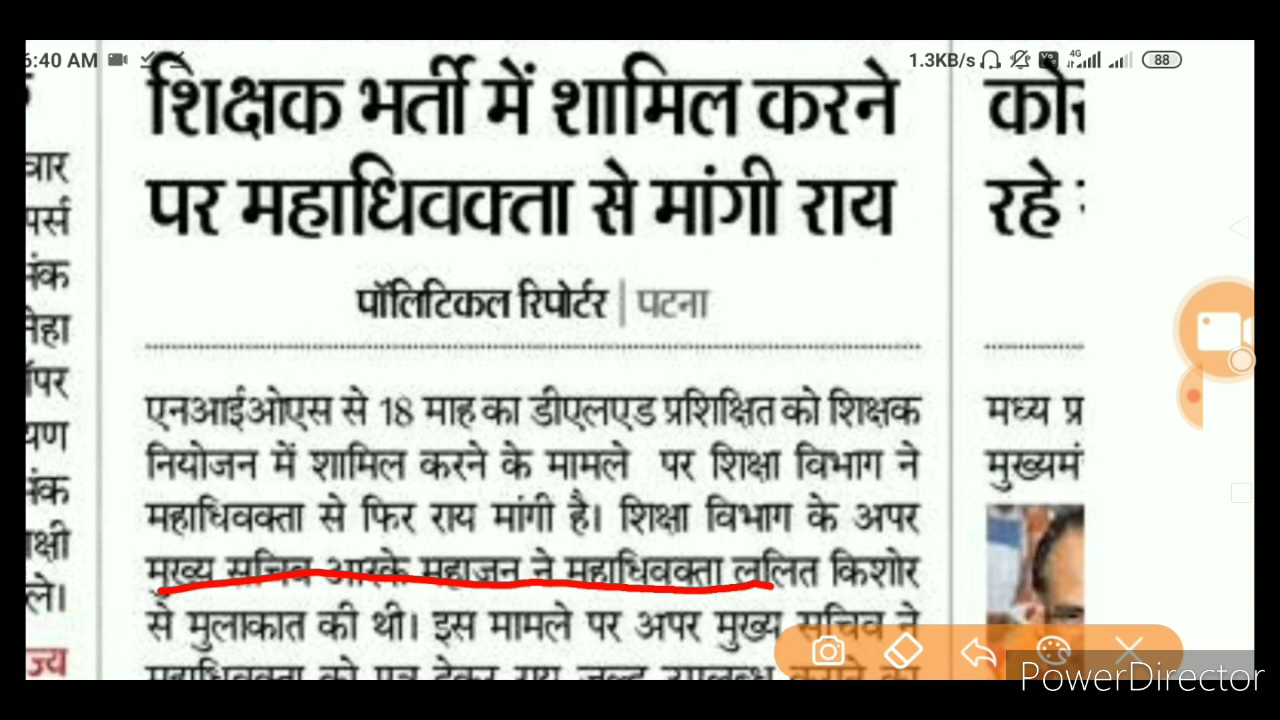 6:40 AM
1.3KB/s
4G
88
शिक्षक भर्ती में शामिल करने
पर महाधिवक्ता से मांगी राय
पॉलिटिकल रिपोर्टर | पटना
एनआईओएस से 18 माह का डीएलएड प्रशिक्षित को शिक्षक
नियोजन में शामिल करने के मामले पर शिक्षा विभाग ने
महाधिवक्ता से फिर राय मांगी है। शिक्षा विभाग के अपर
मुख्य सचिव आरके महाजन ने महाधिवक्ता ललित किशोर
से मुलाकात की थी। इस मामले पर अपर मुख्य सचिव ने
रहे
मध्य प्र
मुख्यमं
PowerDirector